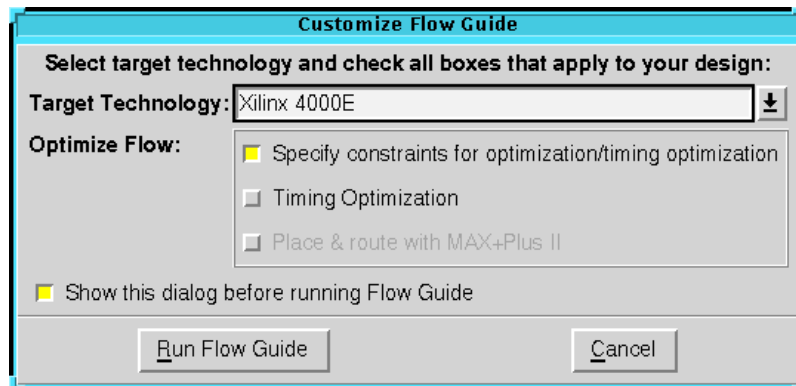 Customize Flow Guide
Select target technology and check all boxes that apply to your design:
Target Technology: Xilinx 4000E
Optimize Flow:
Specify constraints for optimization/timing optimization
Timing Optimization
Place & route with MAX+Plus II
Show this dialog before running Flow Guide
Run Flow Guide Cancel